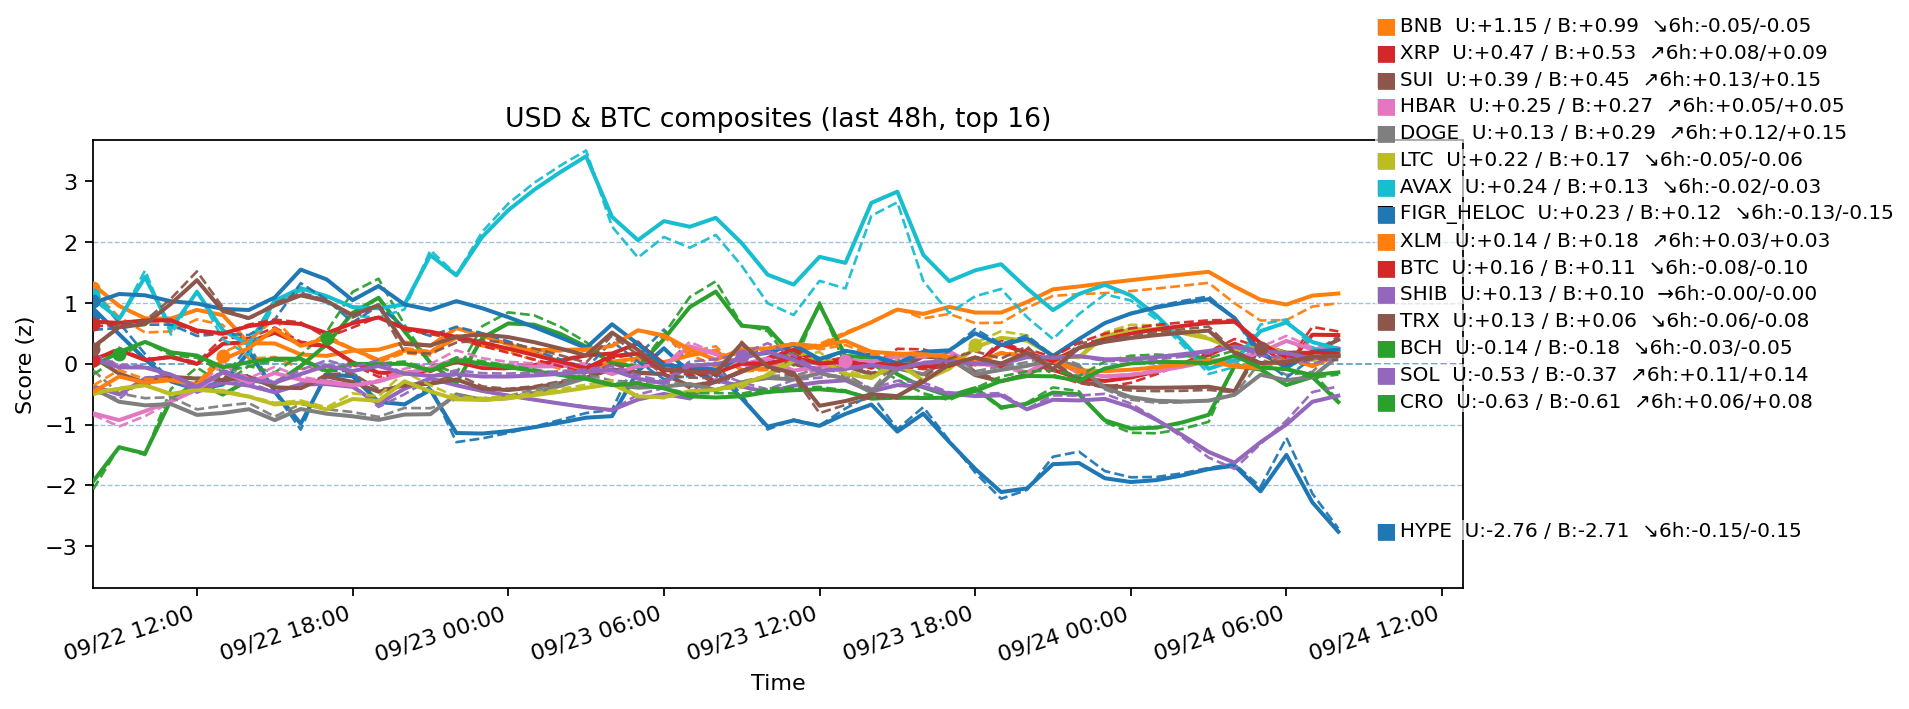 BNB  U:+1.15 / B:+0.99  ↘6h:-0.05/-0.05
XRP  U:+0.47 / B:+0.53  ↗6h:+0.08/+0.09
SUI  U:+0.39 / B:+0.45  ↗6h:+0.13/+0.15
HBAR  U:+0.25 / B:+0.27  ↗6h:+0.05/+0.05
USD & BTC composites (last 48h, top 16)
DOGE  U:+0.13 / B:+0.29  ↗6h:+0.12/+0.15
LTC  U:+0.22 / B:+0.17  ↘6h:-0.05/-0.06
AVAX  U:+0.24 / B:+0.13  ↘6h:-0.02/-0.03
FIGR_HELOC  U:+0.23 / B:+0.12  ↘6h:-0.13/-0.15
XLM  U:+0.14 / B:+0.18  ↗6h:+0.03/+0.03
BTC  U:+0.16 / B:+0.11  ↘6h:-0.08/-0.10
SHIB  U:+0.13 / B:+0.10  →6h:-0.00/-0.00
TRX  U:+0.13 / B:+0.06  ↘6h:-0.06/-0.08
BCH  U:-0.14 / B:-0.18  ↘6h:-0.03/-0.05
SOL  U:-0.53 / B:-0.37  ↗6h:+0.11/+0.14
CRO  U:-0.63 / B:-0.61  ↗6h:+0.06/+0.08
HYPE  U:-2.76 / B:-2.71  ↘6h:-0.15/-0.15
Score (z)
3
2
1
0
−1
−2
−3
09/22 12:00
09/22 18:00
09/23 00:00
09/23 06:00
09/23 12:00
09/23 18:00
09/24 00:00
09/24 06:00
09/24 12:00
Time